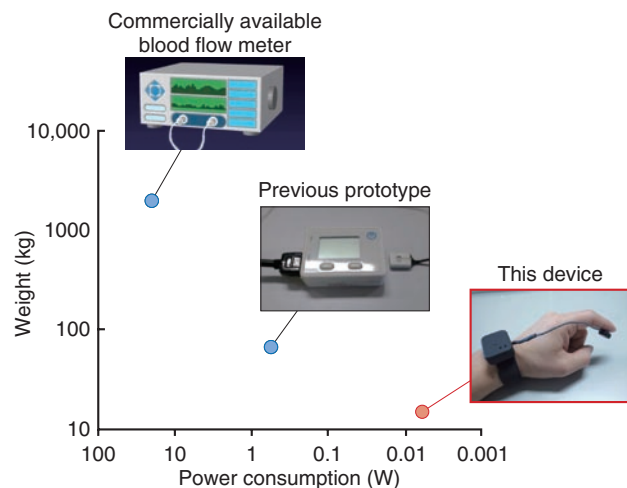 Commercially available
blood flow meter
10,000
Previous prototype
1000
This device
Weight (kg)
100
10
100
10
1
0.1
0.01
0.001
Power consumption (W)